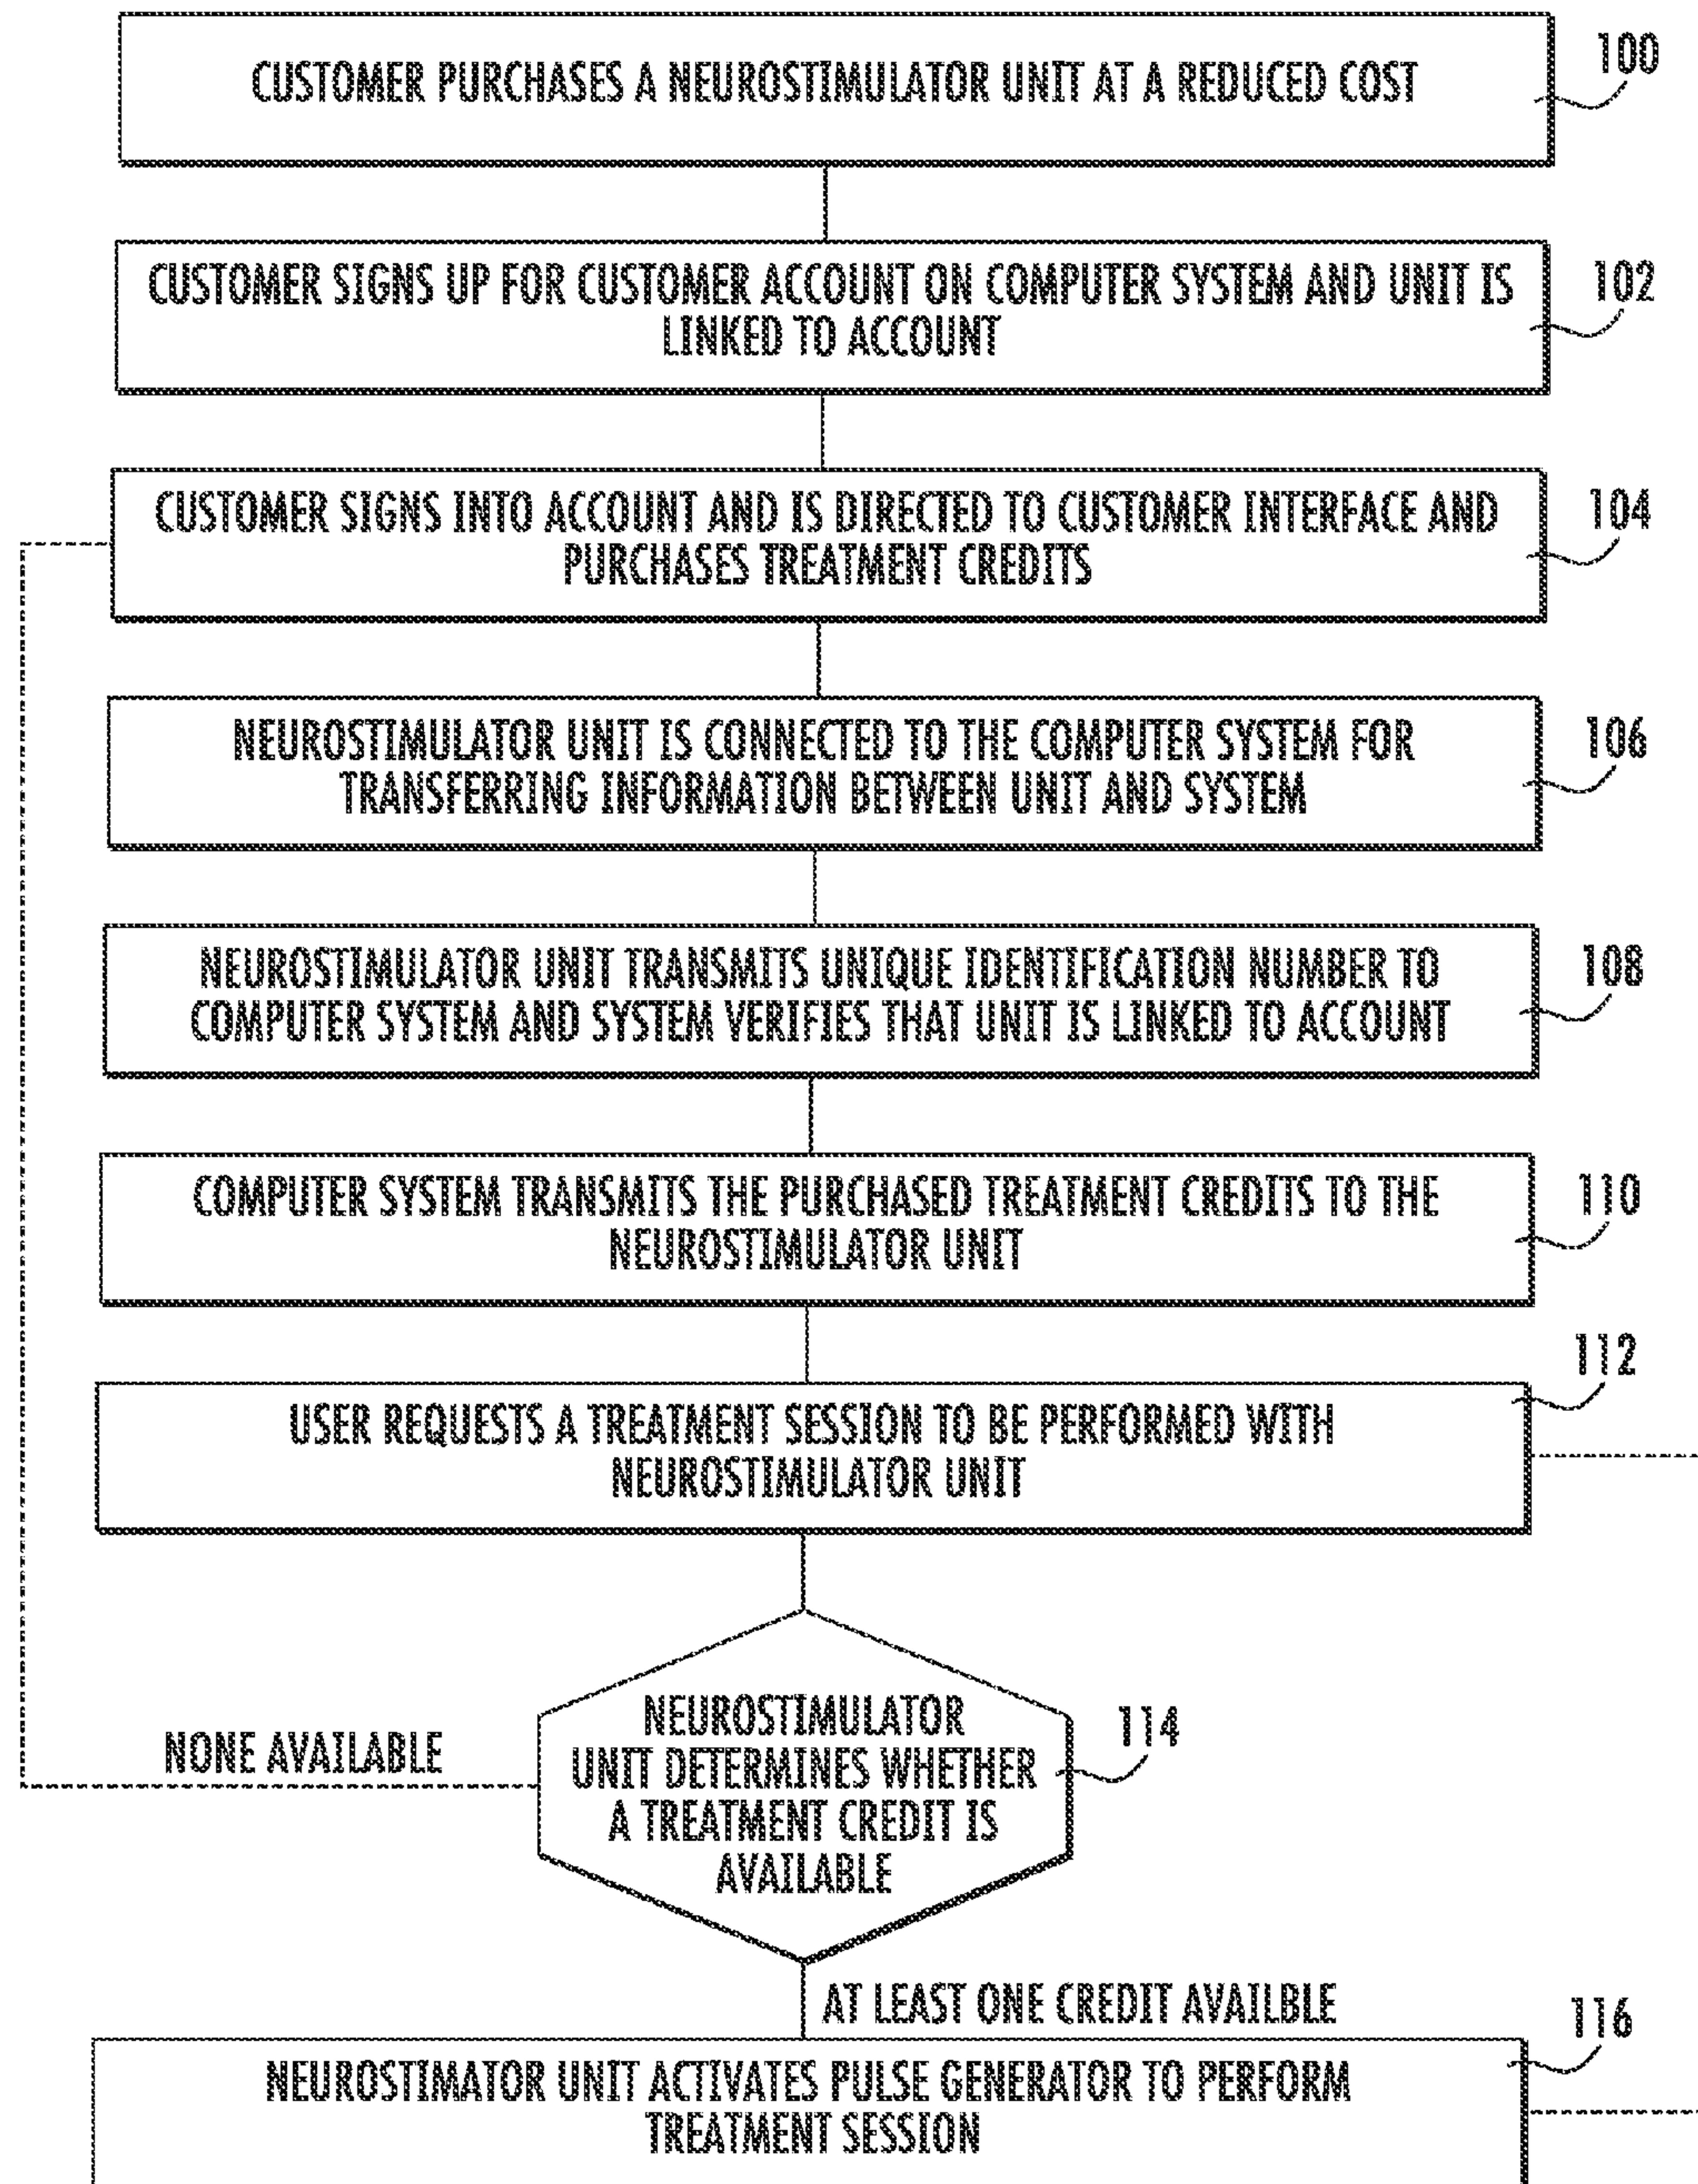 CUSTOMER PURCHASES A NEUROSTIMULATOR UNIT AT A REDUCED COST
100
CUSTOMER SIGNS UP FOR CUSTOMER ACCOUNT ON COMPUTER SYSTEM AND UNIT IS
LINKED TO ACCOUNT
102
CUSTOMER SIGNS INTO ACCOUNT AND IS DIRECTED TO CUSTOMER INTERFACE AND
PURCHASES TREATMENT CREDITS
104
NEUROSTIMULATOR UNIT IS CONNECTED TO THE COMPUTER SYSTEM FOR
TRANSFERRING INFORMATION BETWEEN UNIT AND SYSTEM
106
NEUROSTIMULATOR UNIT TRANSMITS UNIQUE IDENTIFICATION NUMBER TO
COMPUTER SYSTEM AND SYSTEM VERIFIES THAT UNIT IS LINKED TO ACCOUNT
108
COMPUTER SYSTEM TRANSMITS THE PURCHASED TREATMENT CREDITS TO THE
NEUROSTIMULATOR UNIT
110
USER REQUESTS A TREATMENT SESSION TO BE PERFORMED WITH
NEUROSTIMULATOR UNIT
112
NEUROSTIMULATOR
UNIT DETERMINES WHETHER
A TREATMENT CREDIT IS
AVAILABLE
114
NONE AVAILABLE
AT LEAST ONE CREDIT AVAILBLE
NEUROSTIMATOR UNIT ACTIVATES PULSE GENERATOR TO PERFORM
TREATMENT SESSION
116